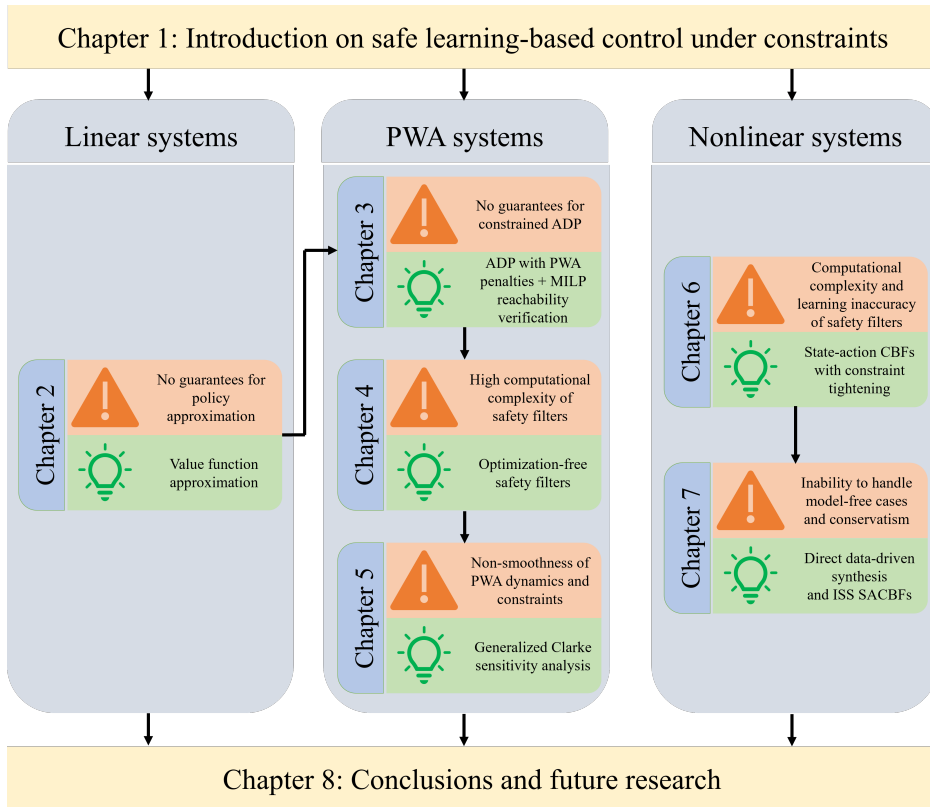 Chapter 1: Introduction on safe learning-based control under constraints
Linear systems
Chapter 2
No guarantees for
policy
approximation
Value function
approximation
PWA systems
Chapter 3
No guarantees for
constrained ADP
ADP with PWA
penalties + MILP
reachability
verification
Chapter 4
High computational
complexity of
safety filters
Optimization-free
safety filters
Chapter 5
Non-smoothness of
PWA dynamics and
constraints
Generalized Clarke
sensitivity analysis
Nonlinear systems
Chapter 6
Computational
complexity and
learning inaccuracy
of safety filters
State-action CBFs
with constraint
tightening
Chapter 7
Inability to handle
model-free cases
and conservatism
Direct data-driven
synthesis
and ISS SACBFs
Chapter 8: Conclusions and future research